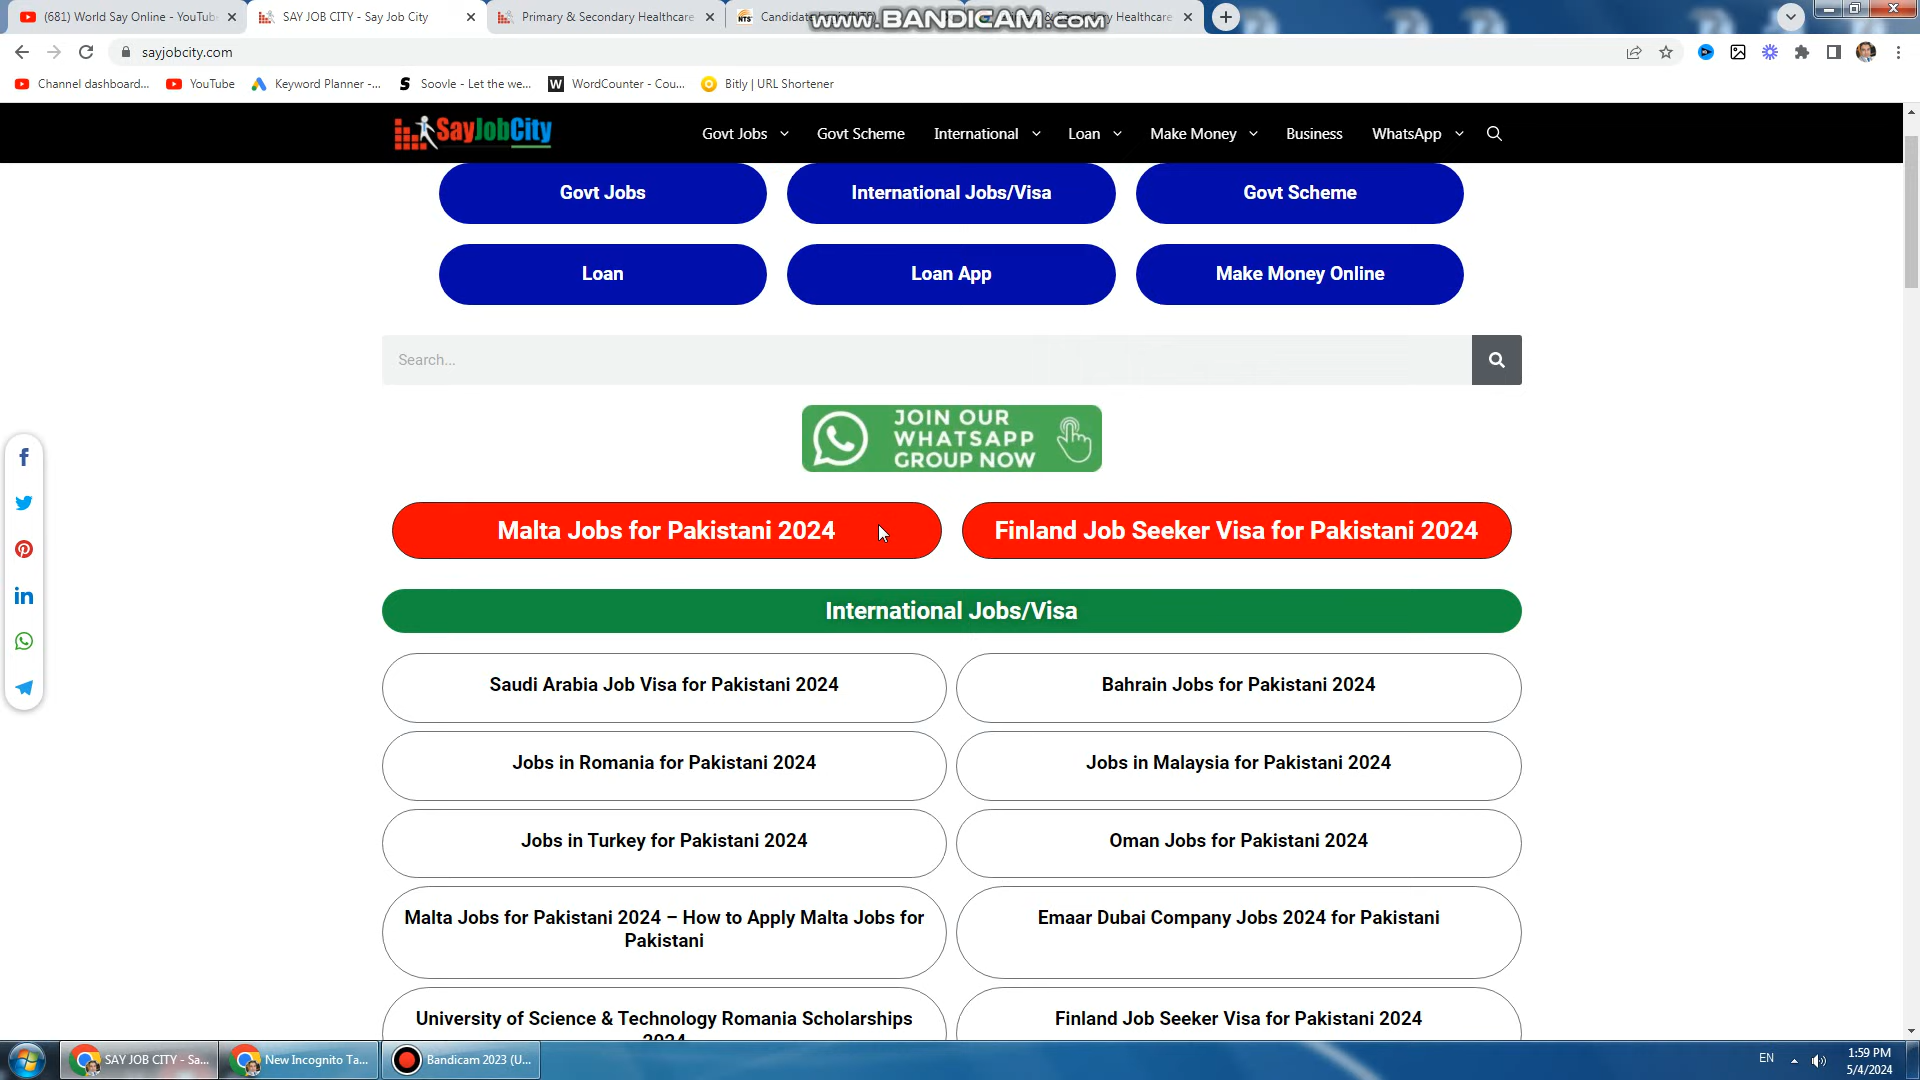 (681) World Say Online - YouTub
SAY JOB CITY - Say Job City
Primary & Secondary Healthcare
Candidate
www.BANDICAM.com
Healthcare
sayjobcity.com
Channel dashboard...
YouTube
Keyword Planner -...
Soovle - Let the we...
WordCounter - Cou...
Bitly | URL Shortener
SayJobCity
Govt Jobs
Govt Scheme
International
Loan
Make Money
Business
WhatsApp
Govt Jobs
International Jobs/Visa
Govt Scheme
Loan
Loan App
Make Money Online
Search...
JOIN OUR
WHATSAPP
GROUP NOW
Malta Jobs for Pakistani 2024
Finland Job Seeker Visa for Pakistani 2024
International Jobs/Visa
Saudi Arabia Job Visa for Pakistani 2024
Bahrain Jobs for Pakistani 2024
Jobs in Romania for Pakistani 2024
Jobs in Malaysia for Pakistani 2024
Jobs in Turkey for Pakistani 2024
Oman Jobs for Pakistani 2024
Malta Jobs for Pakistani 2024 – How to Apply Malta Jobs for
Pakistani
Emaar Dubai Company Jobs 2024 for Pakistani
University of Science & Technology Romania Scholarships
2024
Finland Job Seeker Visa for Pakistani 2024
SAY JOB CITY - Sa...
New Incognito Ta...
Bandicam 2023 (U...
EN
1:59 PM
5/4/2024